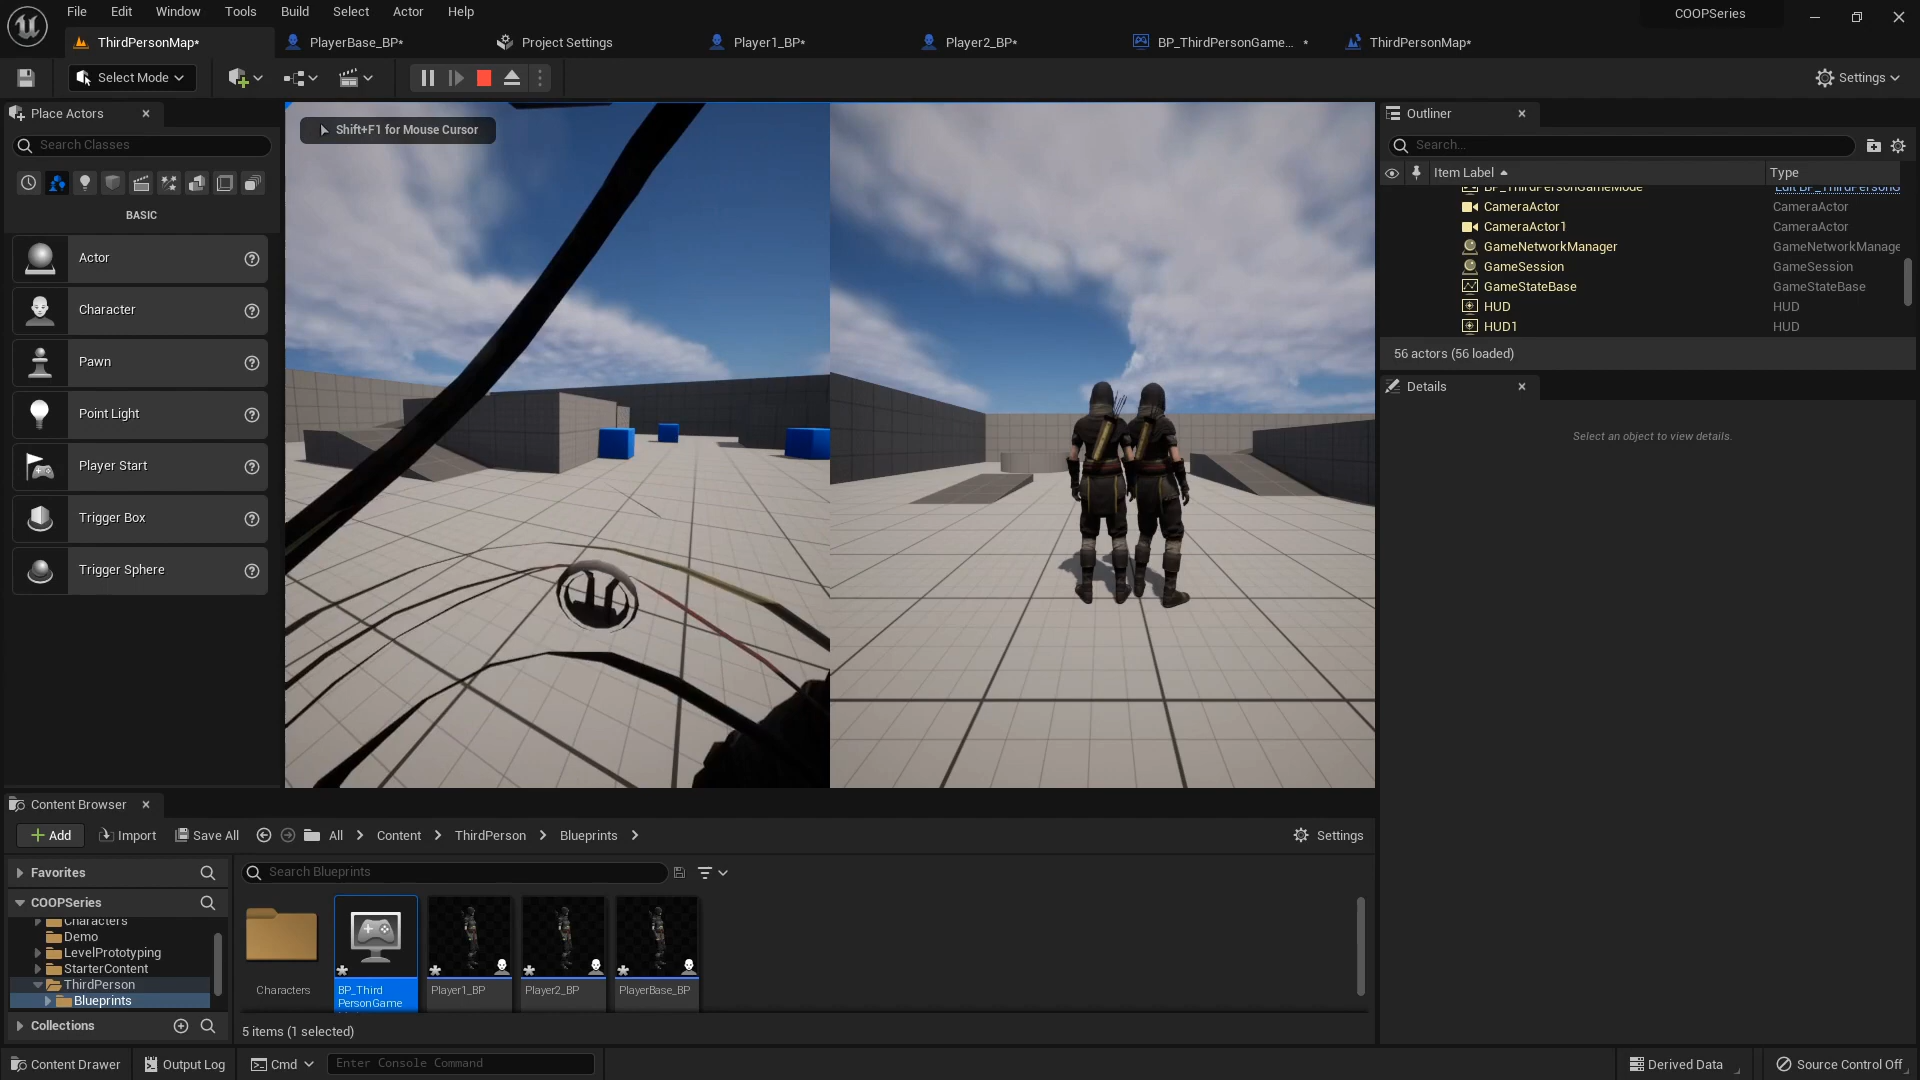 File Edit Window Tools Build Select Actor Help
COOPSeries
ThirdPersonMap* PlayerBase_BP* Project Settings Player1_BP* Player2_BP* BP_ThirdPersonGame... * ThirdPersonMap*
Select Mode
Settings
Place Actors
Search Classes
BASIC
Actor
Character
Pawn
Point Light
Player Start
Trigger Box
Trigger Sphere
Shift+F1 for Mouse Cursor
Outliner
Search...
Item Label Type
BP_ThirdPersonGameMode Edit BP_ThirdPersonG
CameraActor CameraActor
CameraActor1 CameraActor
GameNetworkManager GameNetworkManage
GameSession GameSession
GameStateBase GameStateBase
HUD HUD
HUD1 HUD
56 actors (56 loaded)
Details
Select an object to view details.
Content Browser
Add Import Save All All Content ThirdPerson Blueprints Settings
Favorites
COOPSeries
Characters
Demo
LevelPrototyping
StarterContent
ThirdPerson
Blueprints
Collections
Search Blueprints
Characters
BP_Third
PersonGame
Player1_BP
Player2_BP
PlayerBase_BP
5 items (1 selected)
Content Drawer Output Log Cmd Enter Console Command Derived Data Source Control Off